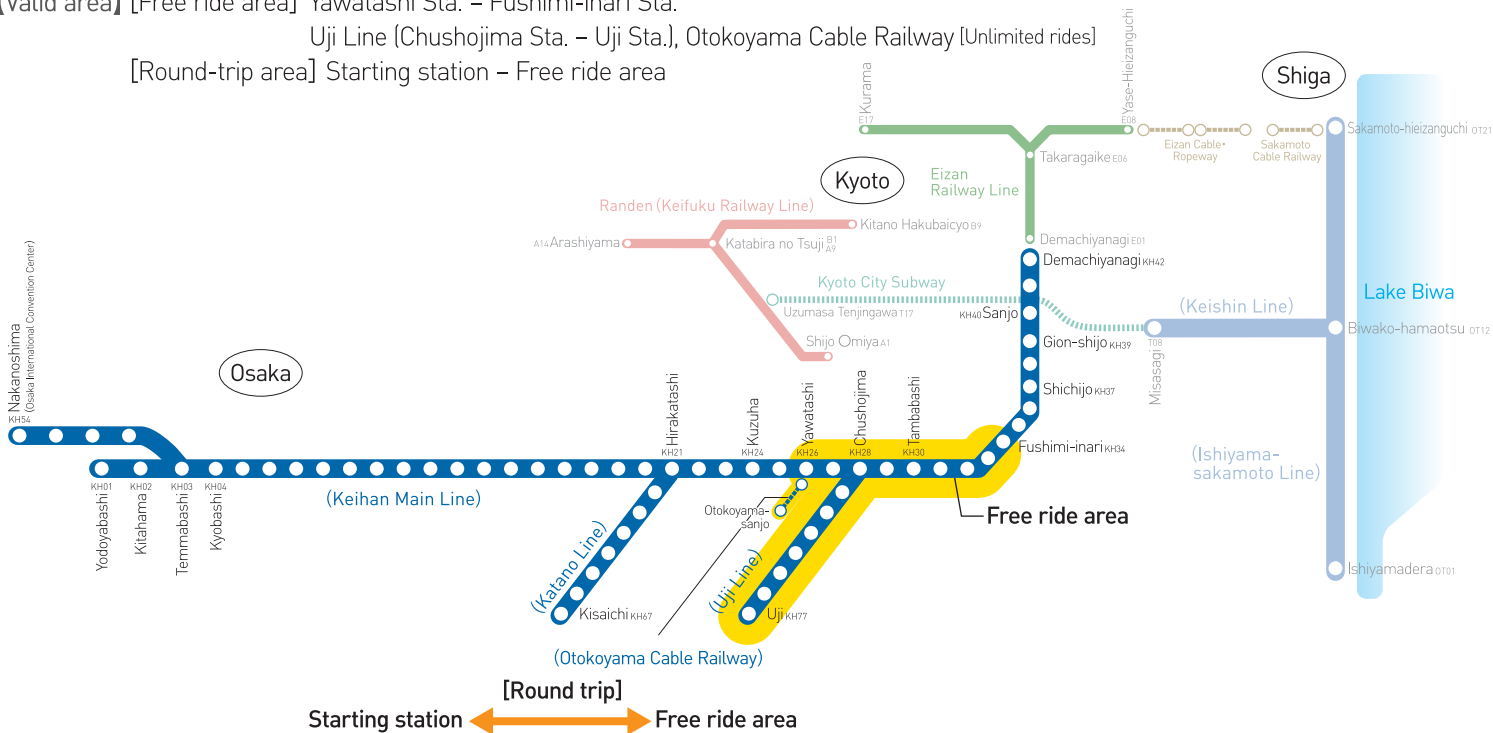 【Valid area】 [Free ride area] Yawatashi Sta. – Fushimi-inari Sta.
Uji Line (Chushojima Sta. – Uji Sta.), Otokoyama Cable Railway [Unlimited rides]
[Round-trip area] Starting station – Free ride area
Shiga
Kurama
E17
Yase-Hieizanguchi
E08
Sakamoto-hieizanguchi OT21
Eizan Cable•
Ropeway
Sakamoto
Cable Railway
Takaragaike E06
Kyoto
Eizan
Railway Line
Randen (Keifuku Railway Line)
Kitano Hakubaicyo B9
A14 Arashiyama
Katabira no Tsuji B1
A9
Demachiyanagi E01
Demachiyanagi KH42
Kyoto City Subway
Uzumasa Tenjingawa T17
KH40 Sanjo
(Keishin Line)
Lake Biwa
Biwako-hamaotsu OT12
T08
Misasagi
Shijo Omiya A1
Gion-shijo KH39
Shichijo KH37
Osaka
Nakanoshima
(Osaka International Convention Center)
KH54
Hirakatashi
KH21
Kuzuha
KH24
Yawatashi
KH26
Chushojima
KH28
Tambabashi
KH30
Fushimi-inari KH34
(Ishiyama-
sakamoto Line)
KH01
Yodoyabashi
KH02
Kitahama
KH03
Temmabashi
KH04
Kyobashi
(Keihan Main Line)
Otokoyama-
sanjo
Free ride area
(Katano Line)
(Uji Line)
Ishiyamadera OT01
Kisaichi KH67
Uji KH77
(Otokoyama Cable Railway)
[Round trip]
Starting station
Free ride area